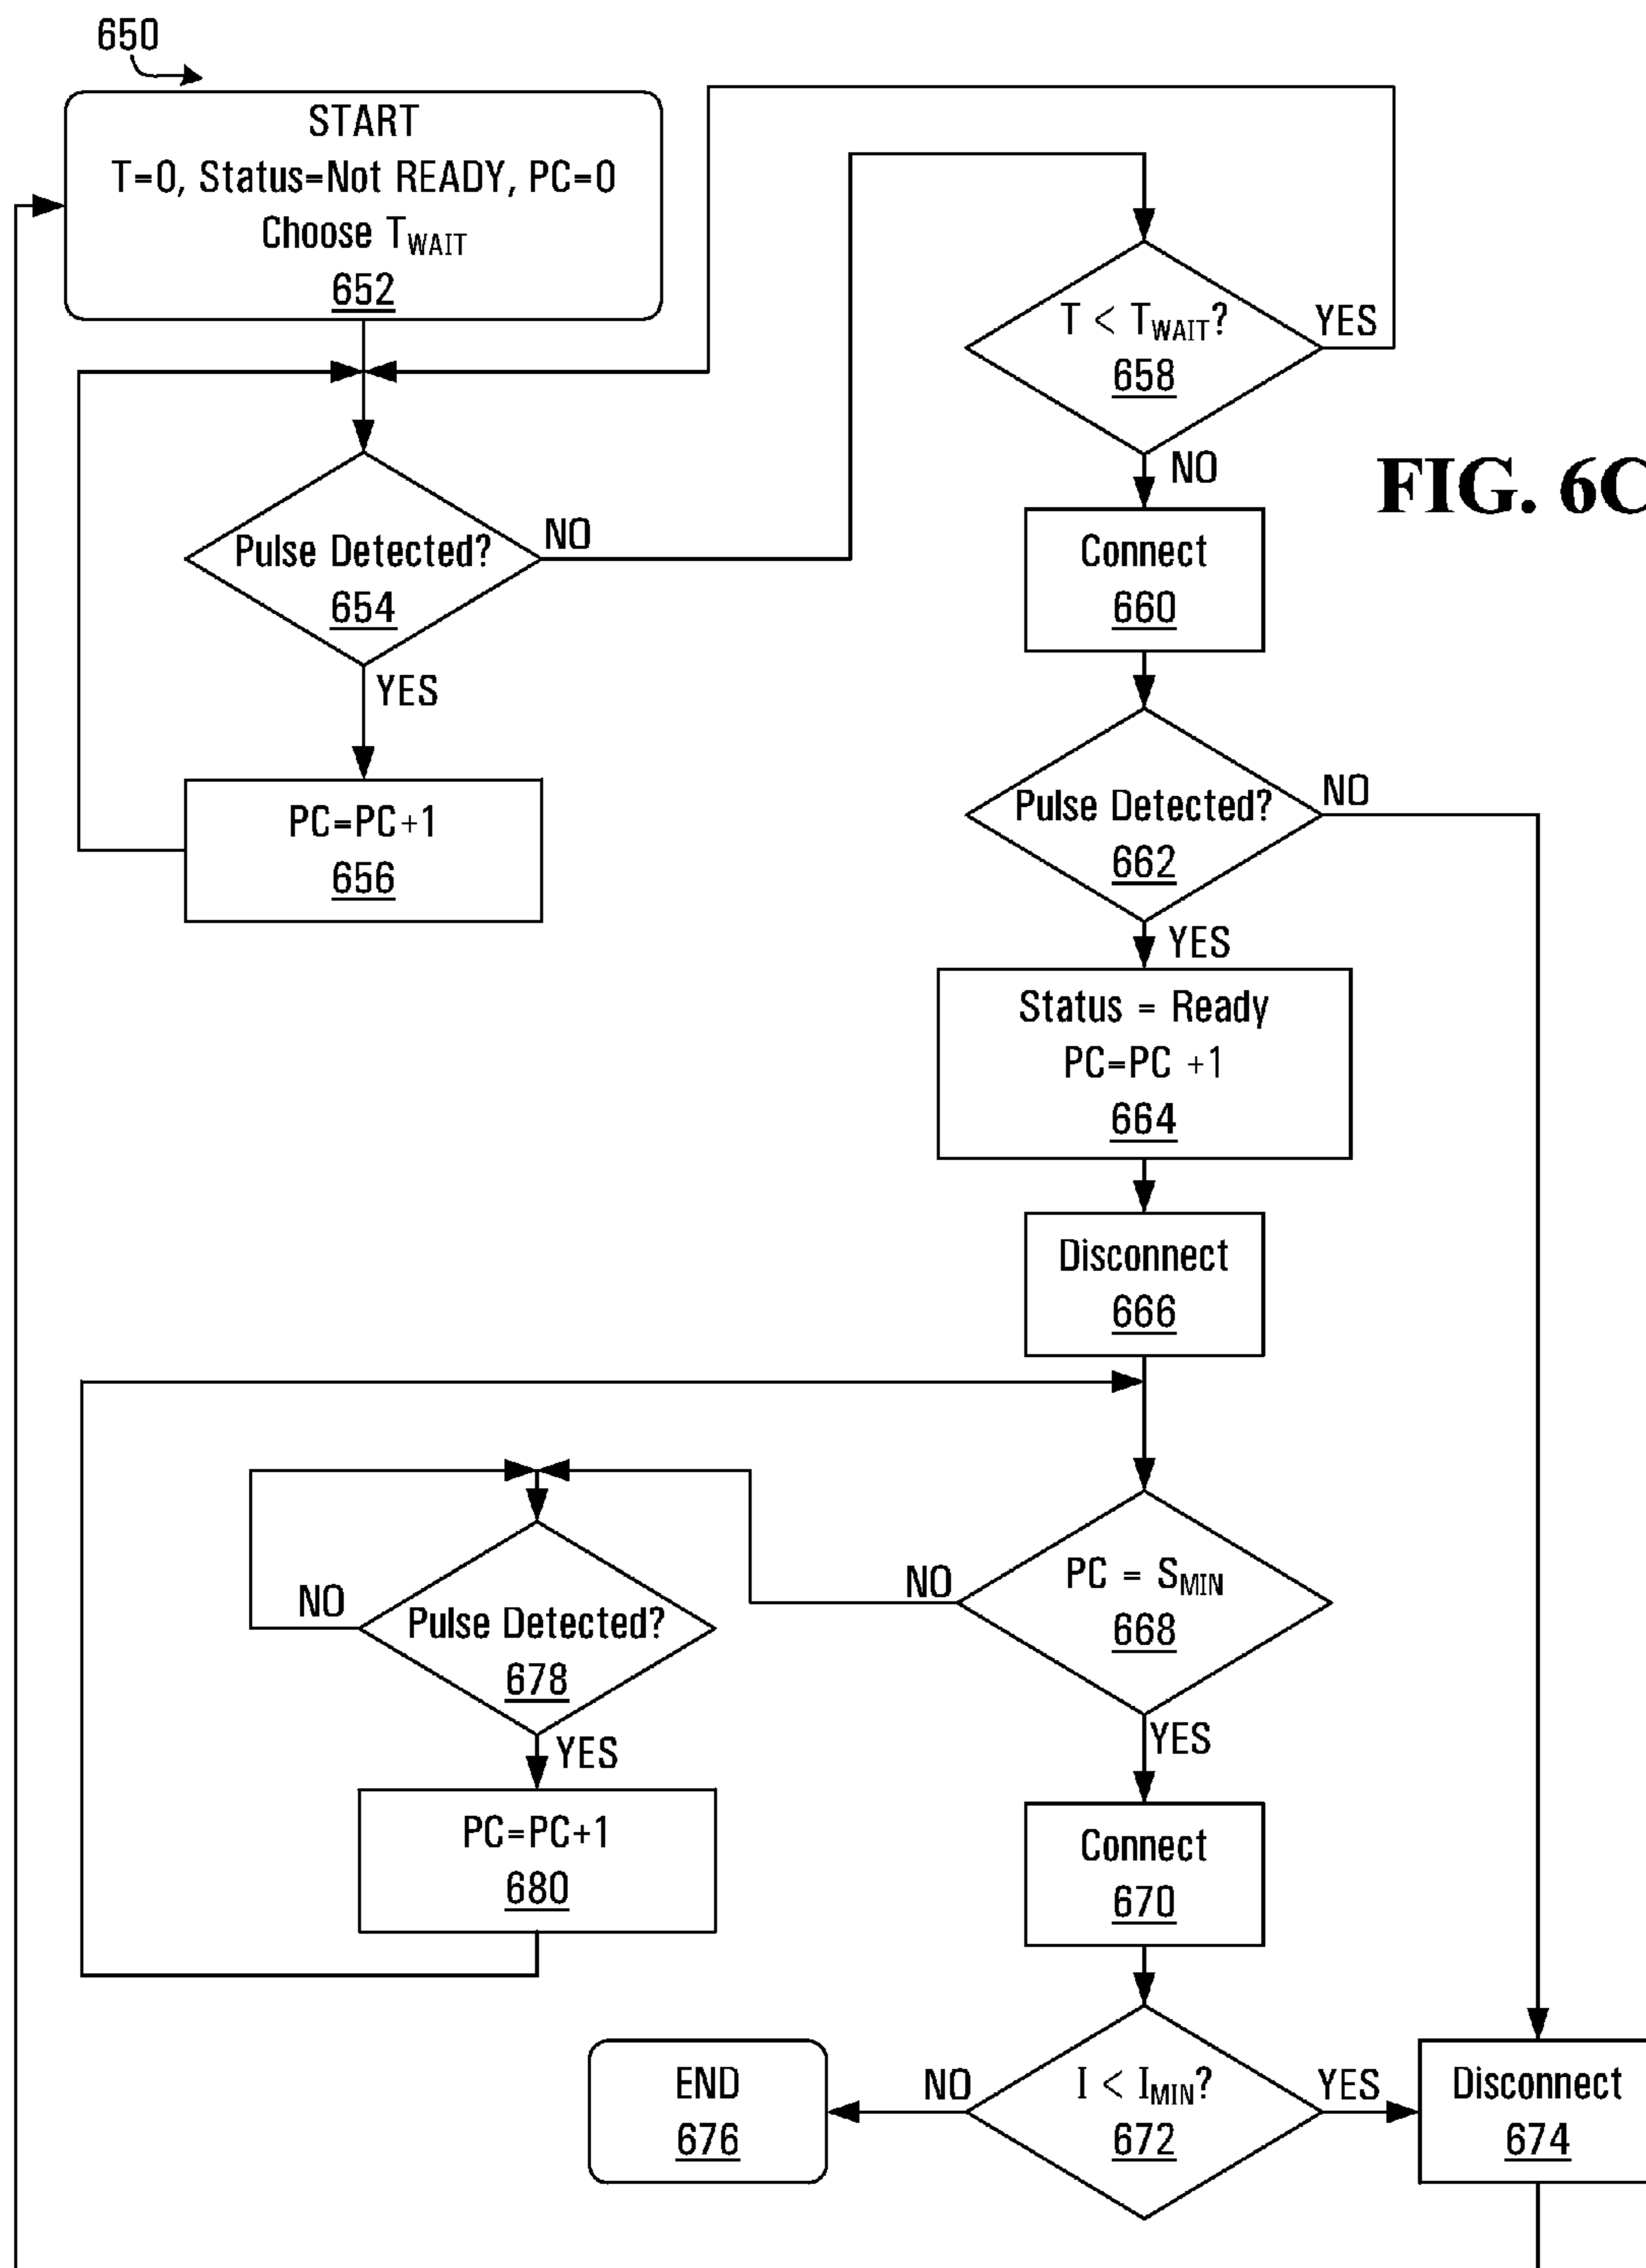 650
START
T=0, Status=Not READY, PC=0
Choose TWAIT
652
T < TWAIT?
658
YES
NO
FIG. 6C
Pulse Detected?
654
NO
YES
PC=PC+1
656
Connect
660
Pulse Detected?
662
NO
YES
Status = Ready
PC=PC +1
664
Disconnect
666
PC = SMIN
668
NO
YES
Pulse Detected?
678
NO
YES
PC=PC+1
680
Connect
670
I < IMIN?
672
NO
YES
END
676
Disconnect
674